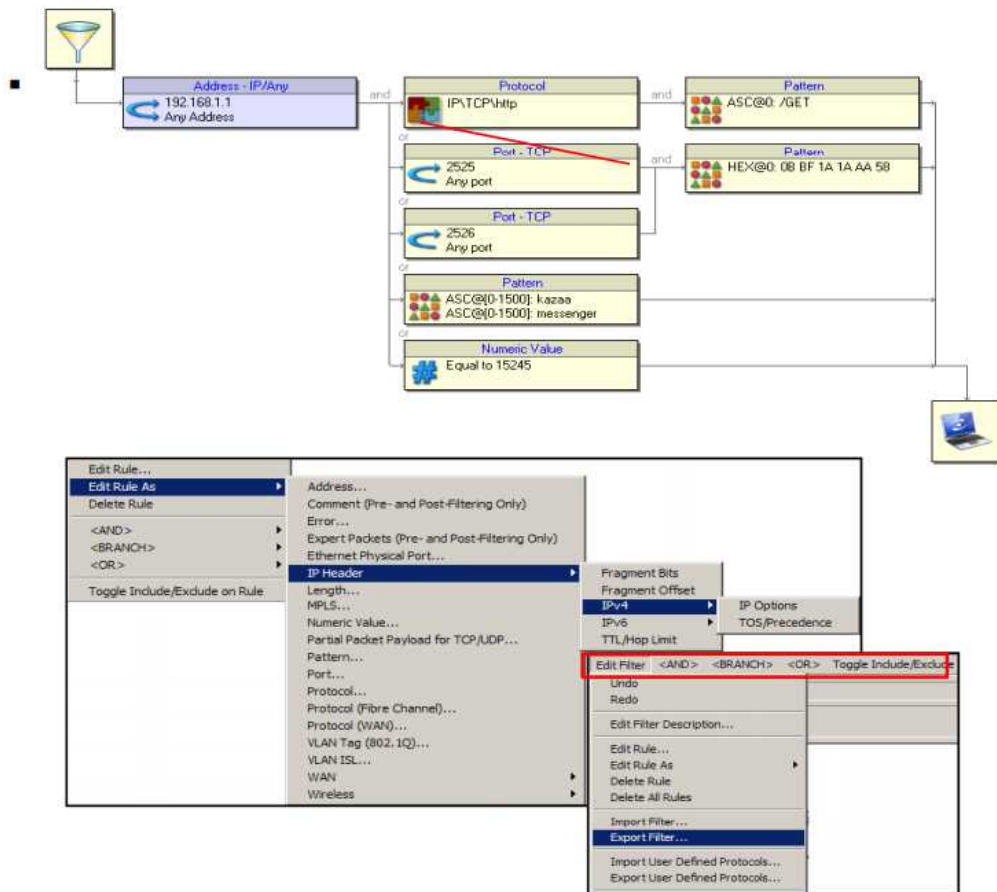 Address - IP/Any
192.168.1.1
Any Address
and
Protocol
IP\TCP\http
and
Pattern
ASC@0: /GET
or
Port - TCP
2525
Any port
and
Pattern
HEX@0: 0B BF 1A 1A AA 58
or
Port - TCP
2526
Any port
or
Pattern
ASC@[0-1500]: kazaa
ASC@[0-1500]: messenger
or
Numeric Value
Equal to 15245
Edit Rule...
Edit Rule As
Delete Rule
<AND>
<BRANCH>
<OR>
Toggle Include/Exclude on Rule
Address...
Comment (Pre- and Post-Filtering Only)
Error...
Expert Packets (Pre- and Post-Filtering Only)
Ethernet Physical Port...
IP Header
Length...
MPLS...
Numeric Value...
Partial Packet Payload for TCP/UDP...
Pattern...
Port...
Protocol...
Protocol (Fibre Channel)...
Protocol (WAN)...
VLAN Tag (802.1Q)...
VLAN ISL...
WAN
Wireless
Fragment Bits
Fragment Offset
IPv4
IPv6
TTL/Hop Limit
IP Options
TOS/Precedence
Edit Filter <AND> <BRANCH> <OR> Toggle Include/Exclude
Undo
Redo
Edit Filter Description...
Edit Rule...
Edit Rule As
Delete Rule
Delete All Rules
Import Filter...
Export Filter...
Import User Defined Protocols...
Export User Defined Protocols...